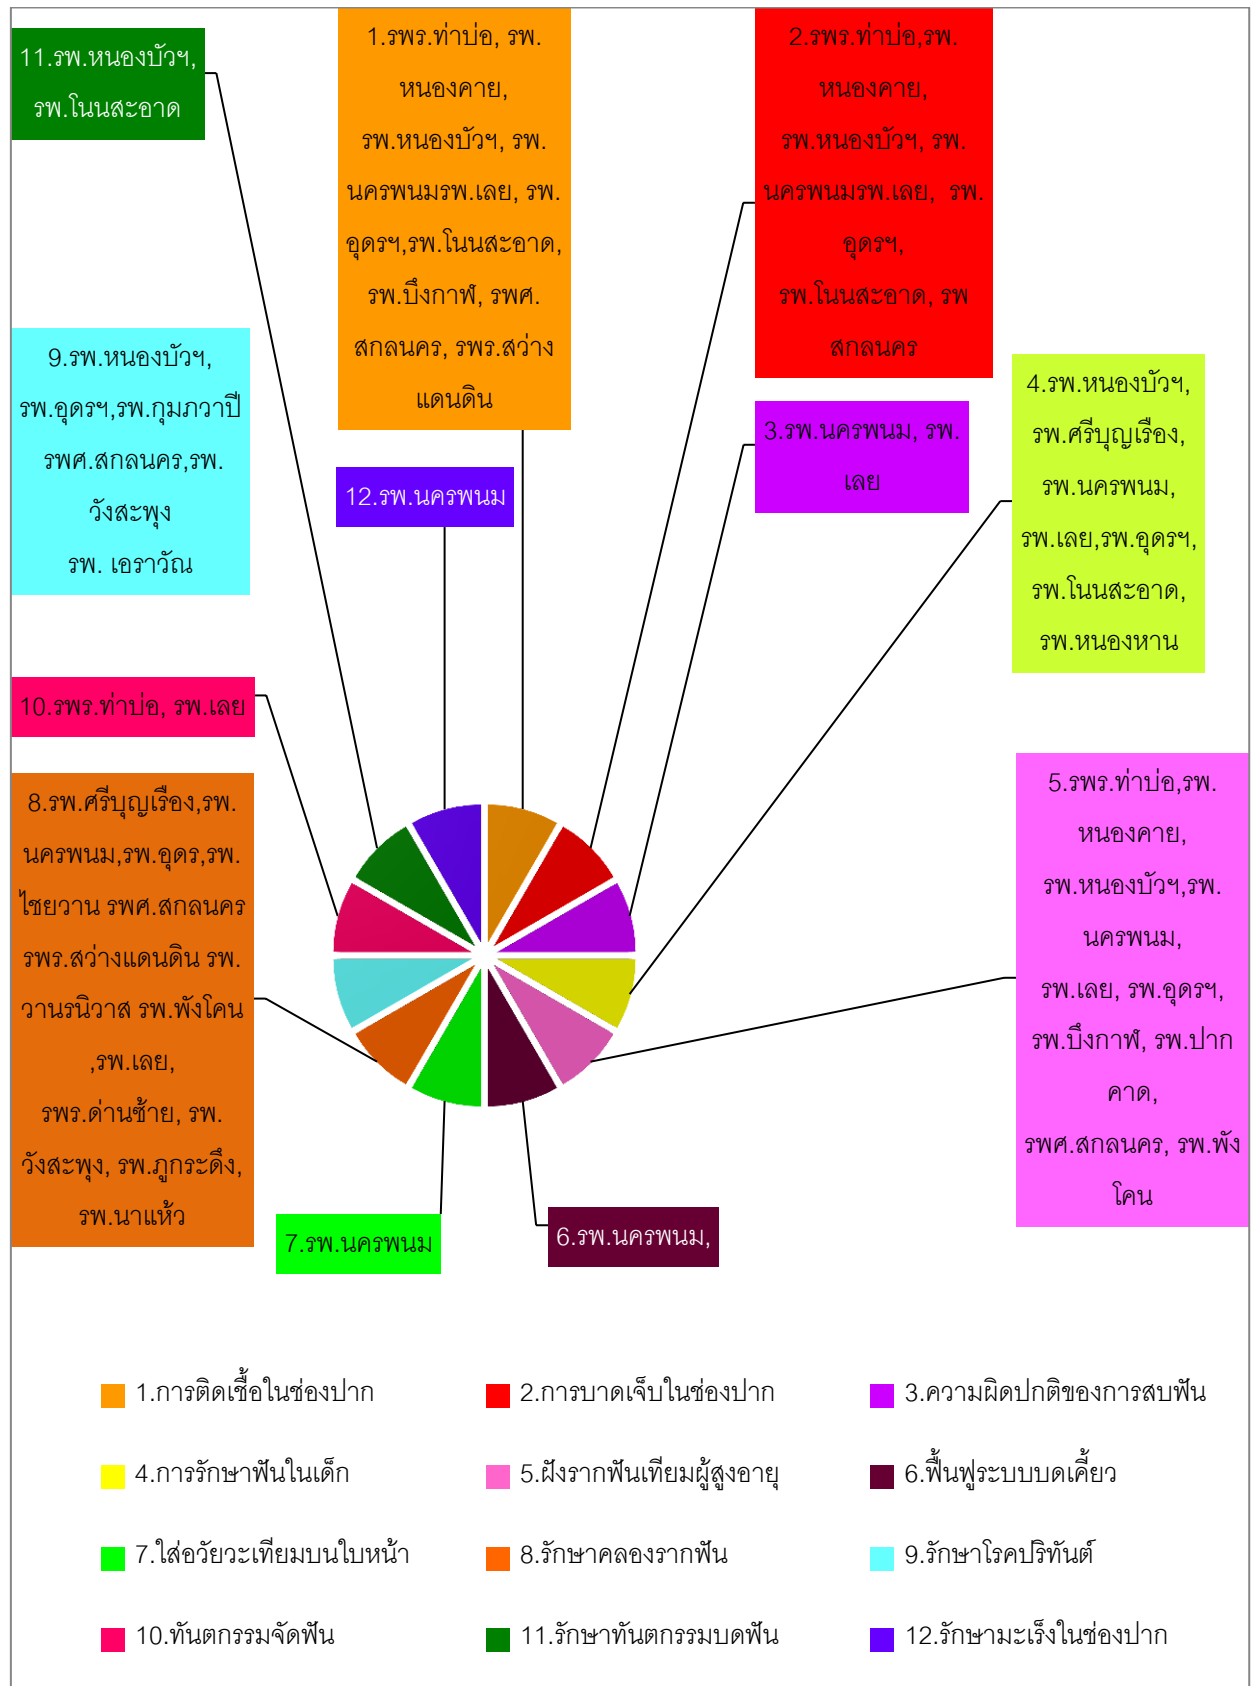 11.รพ.หนองบัวฯ,
รพ.โนนสะอาด
1.รพร.ท่าบ่อ, รพ.
หนองคาย,
รพ.หนองบัวฯ, รพ.
นครพนมรพ.เลย, รพ.
อุดรฯ,รพ.โนนสะอาด,
รพ.บึงกาฬ, รพศ.
สกลนคร, รพร.สว่าง
แดนดิน
2.รพร.ท่าบ่อ,รพ.
หนองคาย,
รพ.หนองบัวฯ, รพ.
นครพนมรพ.เลย, รพ.
อุดรฯ,
รพ.โนนสะอาด, รพ
สกลนคร
9.รพ.หนองบัวฯ,
รพ.อุดรฯ,รพ.กุมภวาปี
รพศ.สกลนคร,รพ.
วังสะพุง
รพ. เอราวัณ
12.รพ.นครพนม
3.รพ.นครพนม, รพ.
เลย
4.รพ.หนองบัวฯ,
รพ.ศรีบุญเรือง,
รพ.นครพนม,
รพ.เลย,รพ.อุดรฯ,
รพ.โนนสะอาด,
รพ.หนองหาน
10.รพร.ท่าบ่อ, รพ.เลย
8.รพ.ศรีบุญเรือง,รพ.
นครพนม,รพ.อุดร,รพ.
ไชยวาน รพศ.สกลนคร
รพร.สว่างแดนดิน รพ.
วานรนิวาส รพ.พังโคน
,รพ.เลย,
รพร.ด่านซ้าย, รพ.
วังสะพุง, รพ.ภูกระดึง,
รพ.นาแห้ว
5.รพร.ท่าบ่อ,รพ.
หนองคาย,
รพ.หนองบัวฯ,รพ.
นครพนม,
รพ.เลย, รพ.อุดรฯ,
รพ.บึงกาฬ, รพ.ปาก
คาด,
รพศ.สกลนคร, รพ.พัง
โคน
7.รพ.นครพนม
6.รพ.นครพนม,
1.การติดเชื้อในช่องปาก
2.การบาดเจ็บในช่องปาก
3.ความผิดปกติของการสบฟัน
4.การรักษาฟันในเด็ก
5.ฝังรากฟันเทียมผู้สูงอายุ
6.ฟื้นฟูระบบบดเคี้ยว
7.ใส่อวัยวะเทียมบนใบหน้า
8.รักษาคลองรากฟัน
9.รักษาโรคปริทันต์
10.ทันตกรรมจัดฟัน
11.รักษาทันตกรรมบดฟัน
12.รักษามะเร็งในช่องปาก